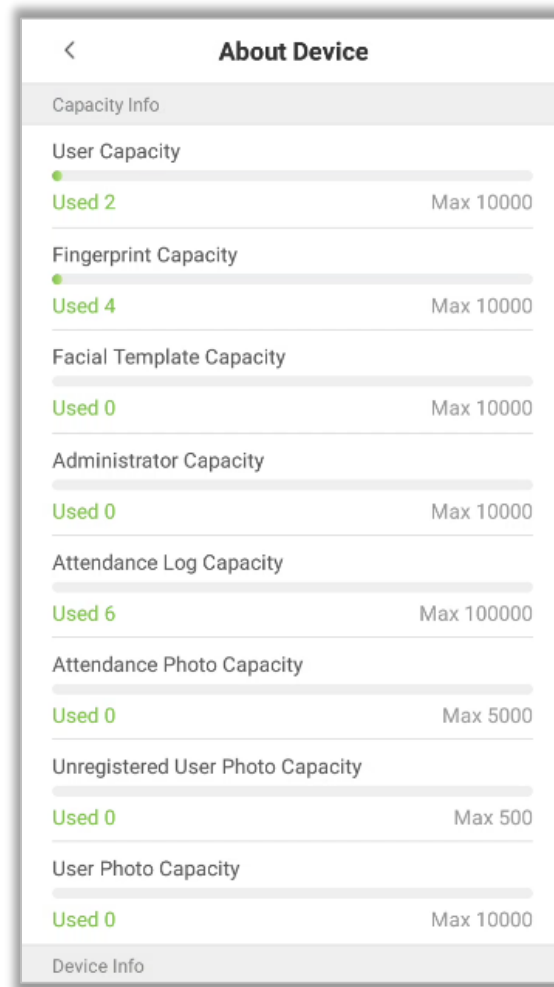 About Device
Capacity Info
User Capacity
Used 2 Max 10000
Fingerprint Capacity
Used 4 Max 10000
Facial Template Capacity
Used 0 Max 10000
Administrator Capacity
Used 0 Max 10000
Attendance Log Capacity
Used 6 Max 100000
Attendance Photo Capacity
Used 0 Max 5000
Unregistered User Photo Capacity
Used 0 Max 500
User Photo Capacity
Used 0 Max 10000
Device Info